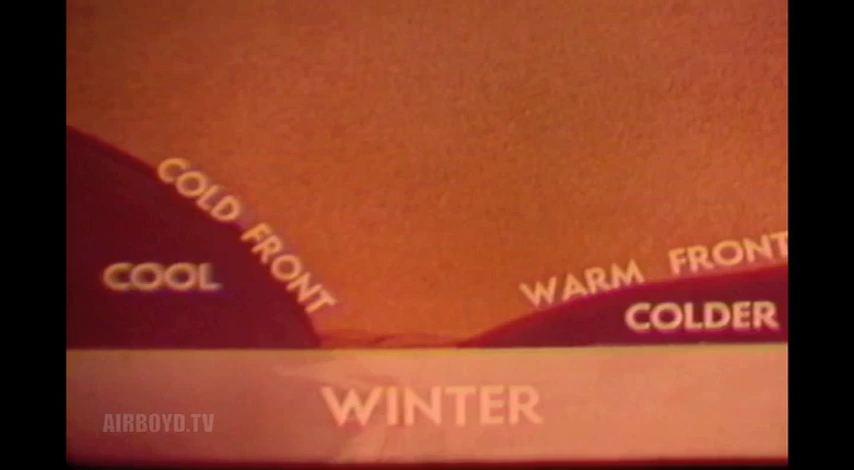 COLD FRONT
COOL
WARM FRONT
COLDER
WINTER
AIRBOYD.TV